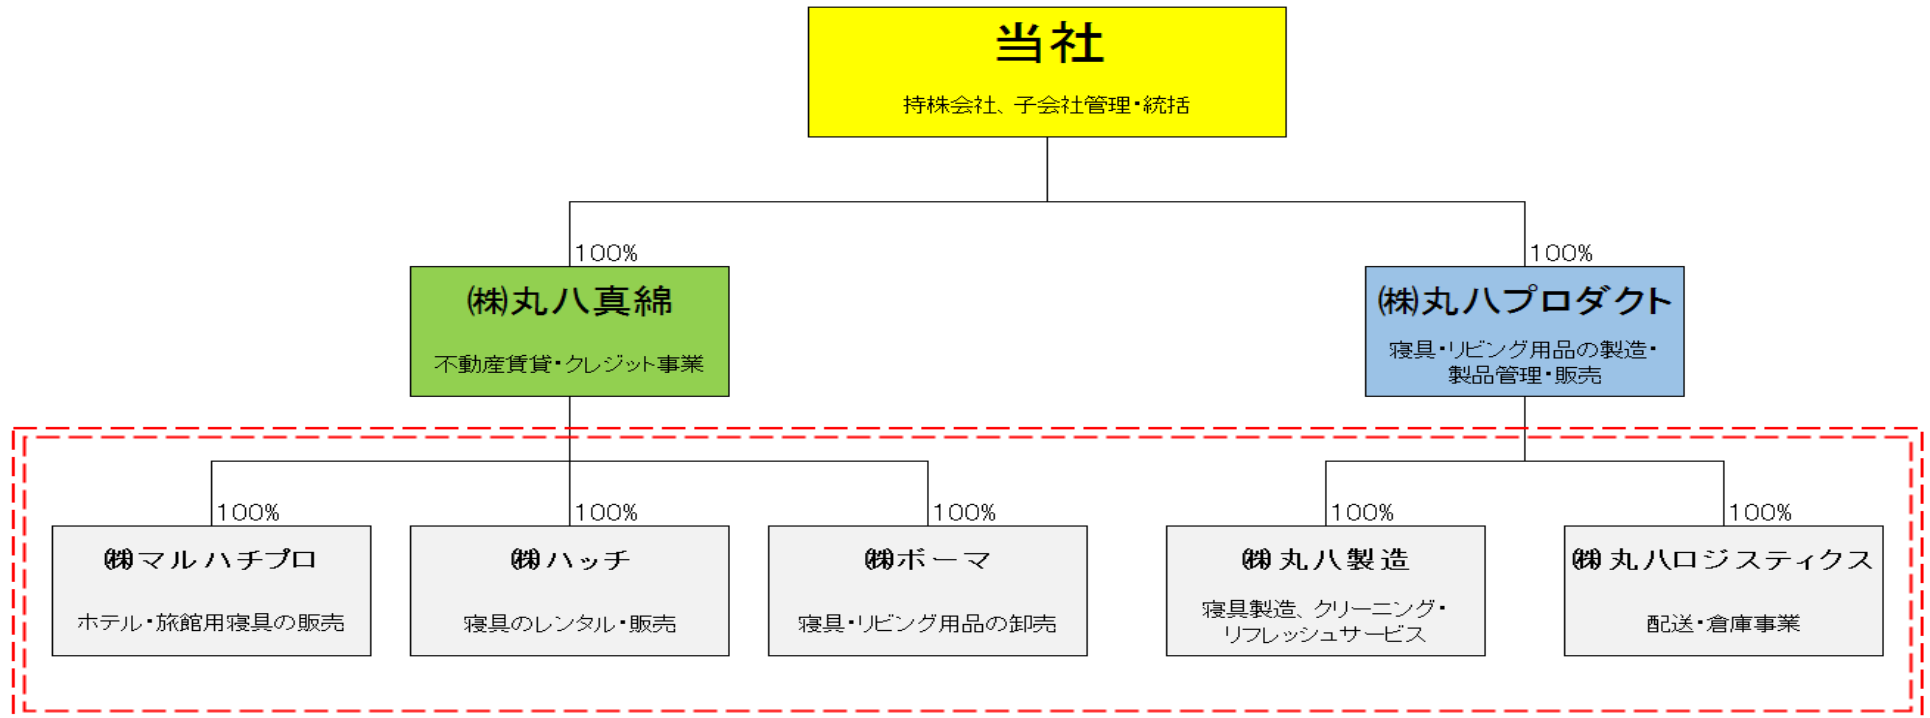 当社
持株会社、子会社管理・統括
100%
100%
㈱丸八真綿
不動産賃貸・クレジット事業
㈱丸八プロダクト
寝具・リビング用品の製造・
製品管理・販売
100%
100%
100%
100%
100%
㈱マルハチプロ
ホテル・旅館用寝具の販売
㈱ハッチ
寝具のレンタル・販売
㈱ボーマ
寝具・リビング用品の卸売
㈱丸八製造
寝具製造、クリーニング・
リフレッシュサービス
㈱丸八ロジスティクス
配送・倉庫事業